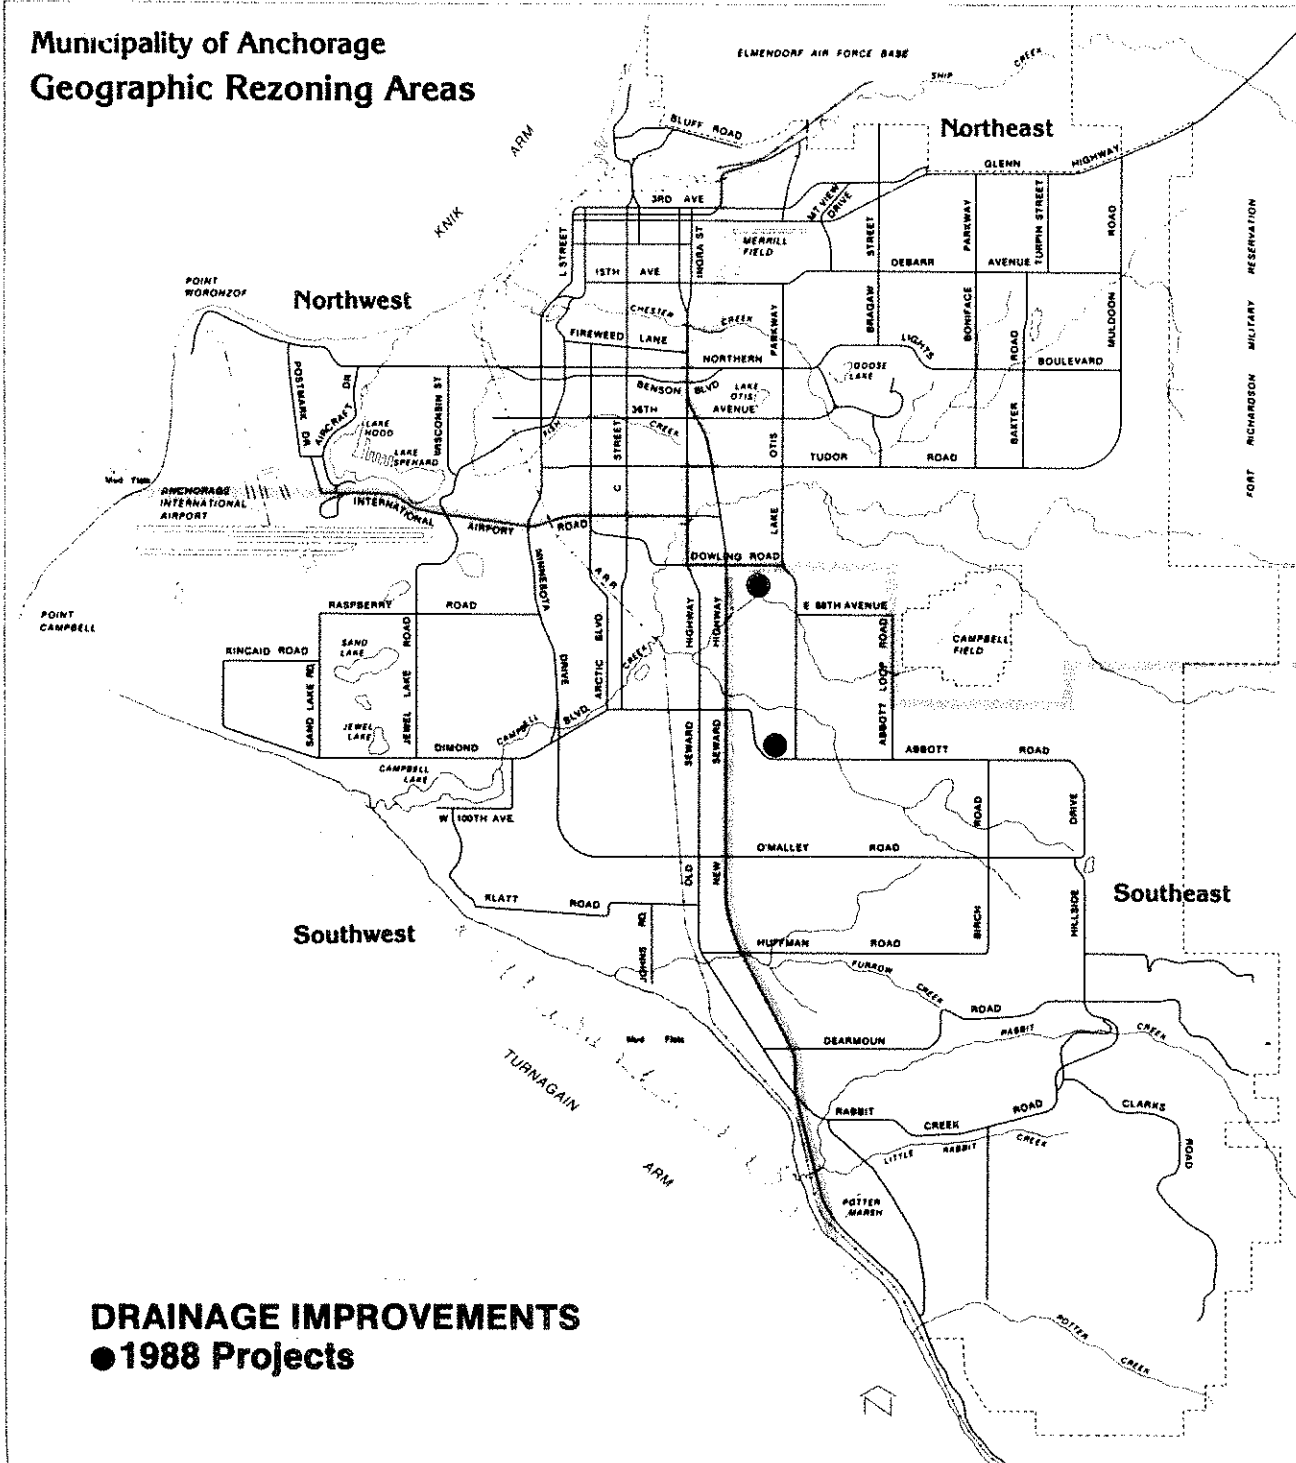 Municipality of Anchorage
Geographic Rezoning Areas
ELMENDORF AIR FORCE BASE
SHIP
CREEK
BLUFF ROAD
Northeast
GLENN
HIGHWAY
ARM
KNIK
3RD AVE
MT VIEW
DRIVE
L STREET
INGRA ST
MERRILL
FIELD
STREET
BRAGAW
PARKWAY
BONIFACE
TURPIN STREET
ROAD
MULDOON
DEBARR
AVENUE
15TH AVE
FORT RICHARDSON MILITARY RESERVATION
POINT
WORONZOF
Northwest
CHESTER
CREEK
FIREWEED LANE
PARKWAY
OTIS
LAKE
NORTHERN
LIGHTS
BOULEVARD
ROAD
BAXTER
GOOSE
LAKE
BENSON BLVD
LAKE
OTIS
36TH
AVENUE
POSTMARK DR.
AIRCRAFT
RD
WISCONSIN ST
LAKE
HOOD
LAKE
SPENARD
FISH
CREEK
C STREET
TUDOR
ROAD
Mud Flats
ANCHORAGE
INTERNATIONAL
AIRPORT
INTERNATIONAL
AIRPORT
ROAD
DOWLING ROAD
MINNESOTA
DRIVE
A.R.R.
ARCTIC BLVD.
HIGHWAY
HIGHWAY
SEWARD
SEWARD
OLD
NEW
E 68TH AVENUE
ABBOTT LOOP ROAD
CAMPBELL
FIELD
POINT
CAMPBELL
RASPBERRY
ROAD
KINCAID ROAD
SAND
LAKE
SAND LAKE RD.
JEWEL LAKE ROAD
JEWEL
LAKE
CREEK
CAMPBELL
DIMOND
BLVD.
CAMPBELL
LAKE
W 100TH AVE.
ABBOTT
ROAD
ROAD
BIRCH
DRIVE
HILLSIDE
O'MALLEY
ROAD
KLATT
ROAD
JOHNS RD.
Southeast
Southwest
HUFFMAN
ROAD
FURROW
CREEK
ROAD
DEARMOUN
RABBIT
CREEK
Mud Flats
TURNAGAIN
ARM
RABBIT
CREEK
ROAD
CLARKS
ROAD
LITTLE
RABBIT
CREEK
POTTER
MARSH
POTTER
CREEK
DRAINAGE IMPROVEMENTS
●1988 Projects
N